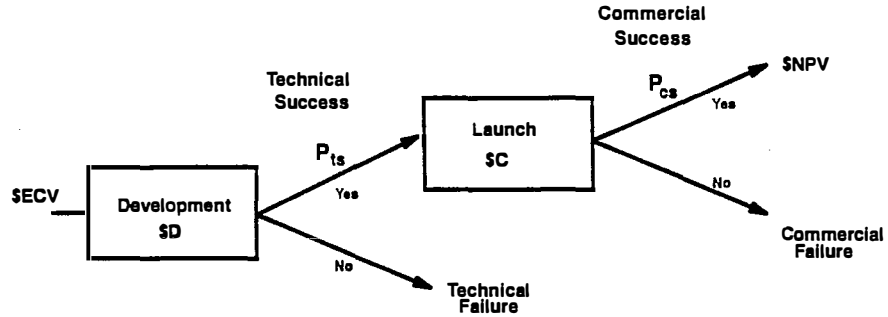 Commercial
Success
$NPV
Technical
Success
Pcs
Yes
Launch
$C
Pts
Yes
No
$ECV
Development
$D
Commercial
Failure
No
Technical
Failure